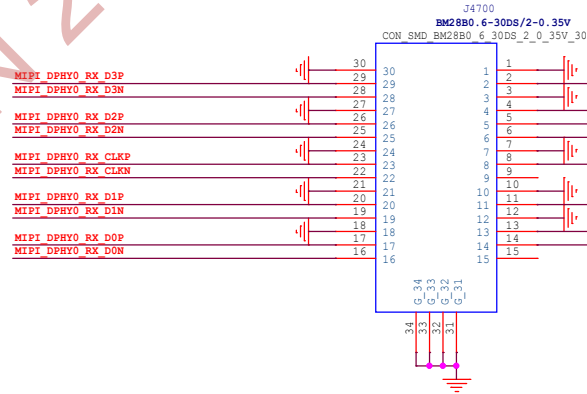 J4700
BM28B0.6-30DS/2-0.35V
CON_SMD_BM28B0_6_30DS_2_0_35V_30
30 30 1 1
MIPI_DPHY0_RX_D3P 29 29 2 2
MIPI_DPHY0_RX_D3N 28 28 3 3
27 27 4 4
MIPI_DPHY0_RX_D2P 26 26 5 5
MIPI_DPHY0_RX_D2N 25 25 6 6
24 24 7 7
MIPI_DPHY0_RX_CLKP 23 23 8 8
MIPI_DPHY0_RX_CLKN 22 22 9 9
21 21 10 10
MIPI_DPHY0_RX_D1P 20 20 11 11
MIPI_DPHY0_RX_D1N 19 19 12 12
18 18 13 13
MIPI_DPHY0_RX_D0P 17 17 14 14
MIPI_DPHY0_RX_D0N 16 16 15 15
G_34 G_33 G_32 G_31
34 33 32 31